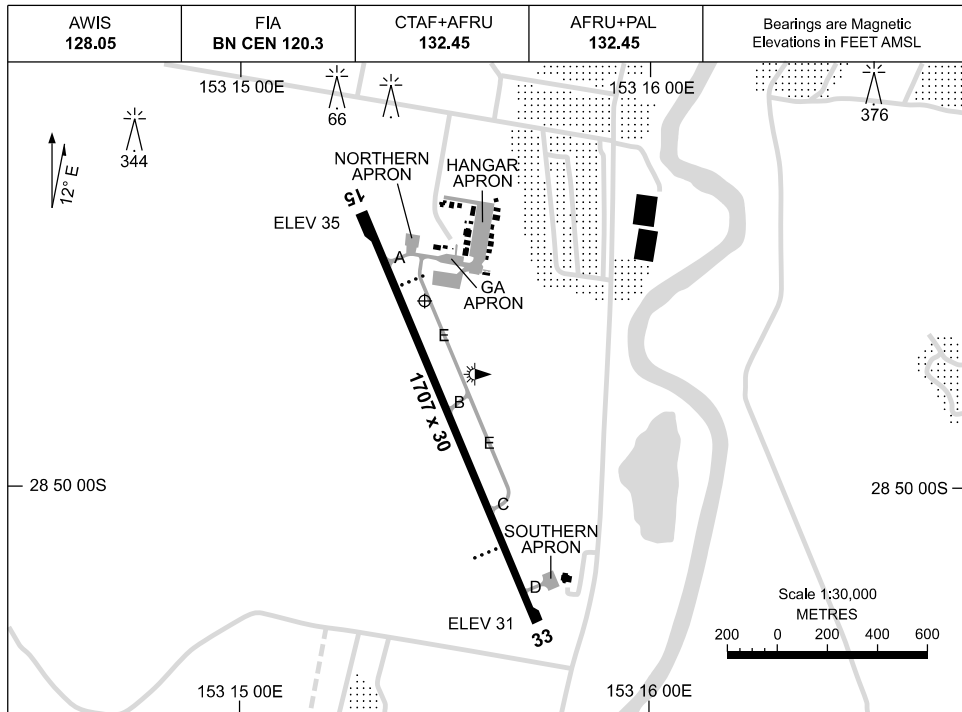 AWIS
128.05
FIA
BN CEN 120.3
CTAF+AFRU
132.45
AFRU+PAL
132.45
Bearings are Magnetic
Elevations in FEET AMSL
153 15 00E
153 16 00E
66
376
344
12° E
NORTHERN
APRON
HANGAR
APRON
15
ELEV 35
A
GA
APRON
E
1707 x 30
B
E
28 50 00S
28 50 00S
C
SOUTHERN
APRON
D
ELEV 31
33
Scale 1:30,000
METRES
200 0 200 400 600
153 15 00E
153 16 00E